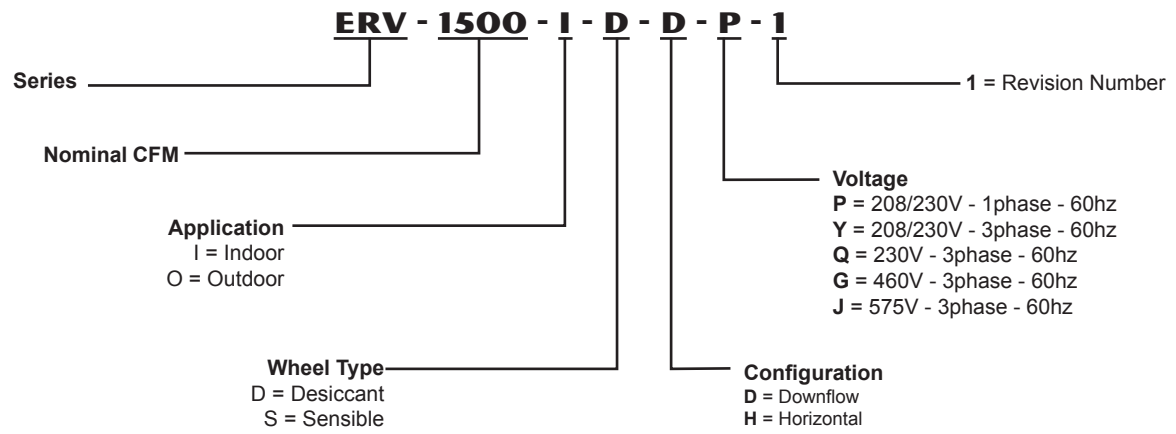 ERV - 1500 - I - D - D - P - 1
Series
1 = Revision Number
Nominal CFM
Voltage
P = 208/230V - 1phase - 60hz
Y = 208/230V - 3phase - 60hz
Q = 230V - 3phase - 60hz
G = 460V - 3phase - 60hz
J = 575V - 3phase - 60hz
Application
I = Indoor
O = Outdoor
Wheel Type
D = Desiccant
S = Sensible
Configuration
D = Downflow
H = Horizontal